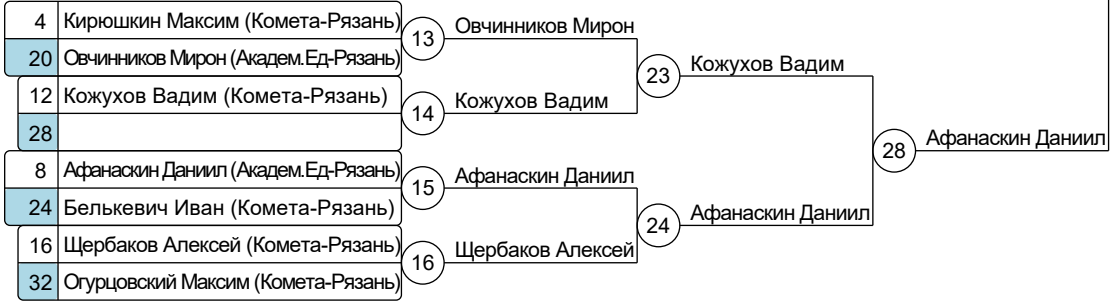 4 Кирюшкин Максим (Комета-Рязань)
20 Овчинников Мирон (Академ.Ед-Рязань)
13 Овчинников Мирон
12 Кожухов Вадим (Комета-Рязань)
28
14 Кожухов Вадим
23 Кожухов Вадим
8 Афанаскин Даниил (Академ.Ед-Рязань)
24 Белькевич Иван (Комета-Рязань)
15 Афанаскин Даниил
16 Щербаков Алексей (Комета-Рязань)
32 Огурцовский Максим (Комета-Рязань)
16 Щербаков Алексей
24 Афанаскин Даниил
28 Афанаскин Даниил